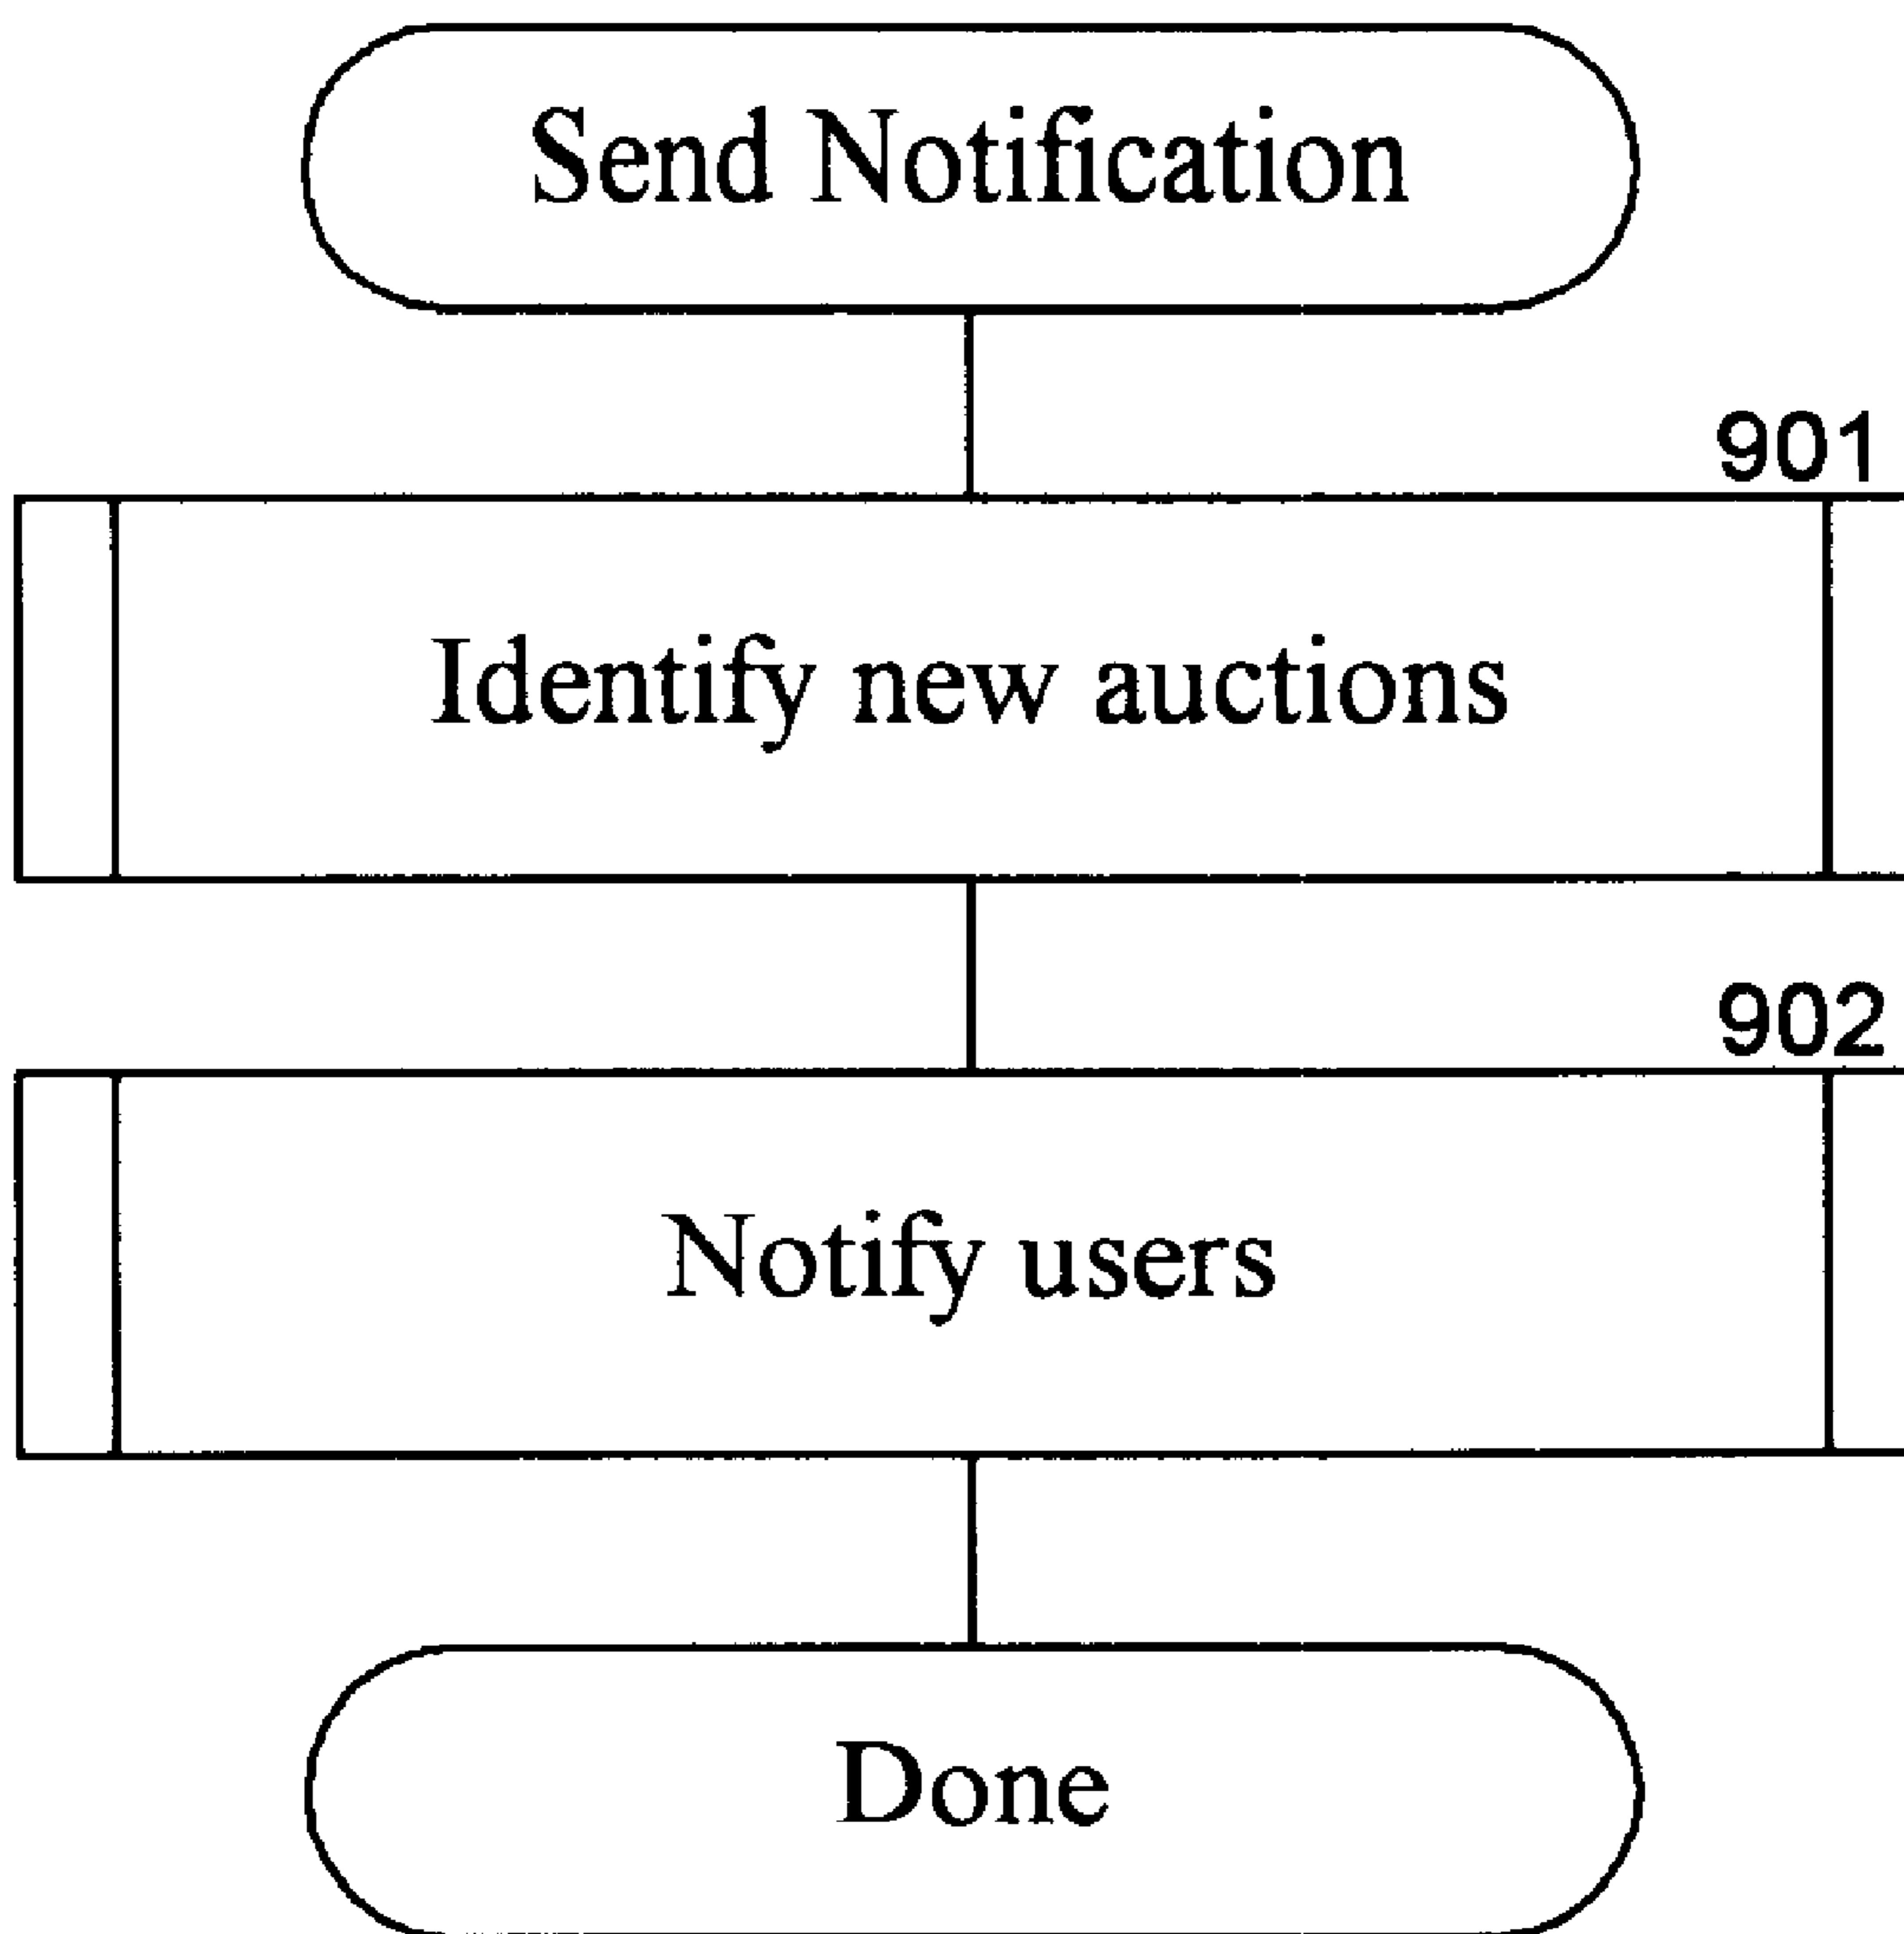 Send Notification
901
Identify new auctions
902
Notify users
Done